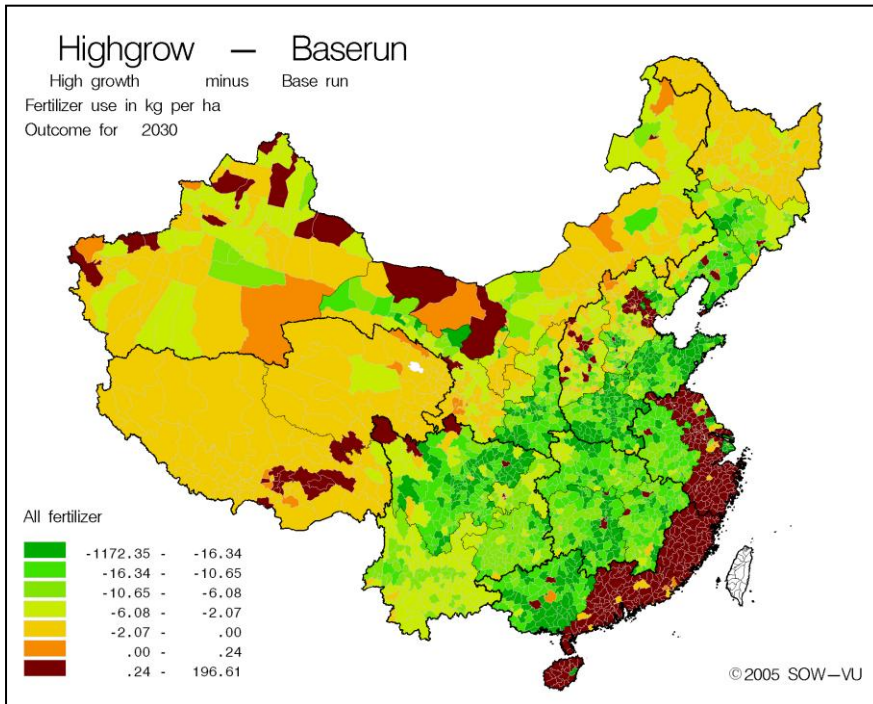 Highgrow — Baserun
High growth minus Base run
Fertilizer use in kg per ha
Outcome for 2030
All fertilizer
-1172.35 - -16.34
-16.34 - -10.65
-10.65 - -6.08
-6.08 - -2.07
-2.07 - .00
.00 - .24
.24 - 196.61
©2005 SOW—VU